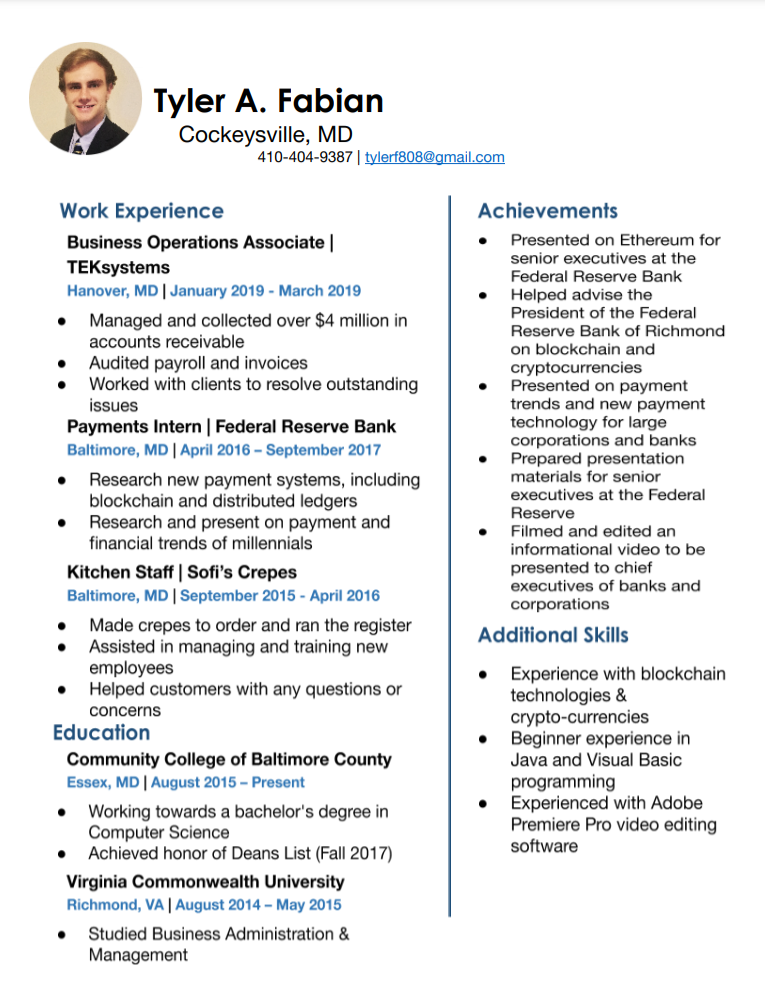 Tyler A. Fabian
Cockeysville, MD
410-404-9387 | tylerf808@gmail.com
Work Experience
Business Operations Associate |
TEKsystems
Hanover, MD | January 2019 - March 2019
● Managed and collected over $4 million in
accounts receivable
● Audited payroll and invoices
● Worked with clients to resolve outstanding
issues
Payments Intern | Federal Reserve Bank
Baltimore, MD | April 2016 – September 2017
● Research new payment systems, including
blockchain and distributed ledgers
● Research and present on payment and
financial trends of millennials
Kitchen Staff | Sofi's Crepes
Baltimore, MD | September 2015 - April 2016
● Made crepes to order and ran the register
● Assisted in managing and training new
employees
● Helped customers with any questions or
concerns
Education
Community College of Baltimore County
Essex, MD | August 2015 – Present
● Working towards a bachelor's degree in
Computer Science
● Achieved honor of Deans List (Fall 2017)
Virginia Commonwealth University
Richmond, VA | August 2014 – May 2015
● Studied Business Administration &
Management
Achievements
● Presented on Ethereum for
senior executives at the
Federal Reserve Bank
● Helped advise the
President of the Federal
Reserve Bank of Richmond
on blockchain and
cryptocurrencies
● Presented on payment
trends and new payment
technology for large
corporations and banks
● Prepared presentation
materials for senior
executives at the Federal
Reserve
● Filmed and edited an
informational video to be
presented to chief
executives of banks and
corporations
Additional Skills
● Experience with blockchain
technologies &
crypto-currencies
● Beginner experience in
Java and Visual Basic
programming
● Experienced with Adobe
Premiere Pro video editing
software